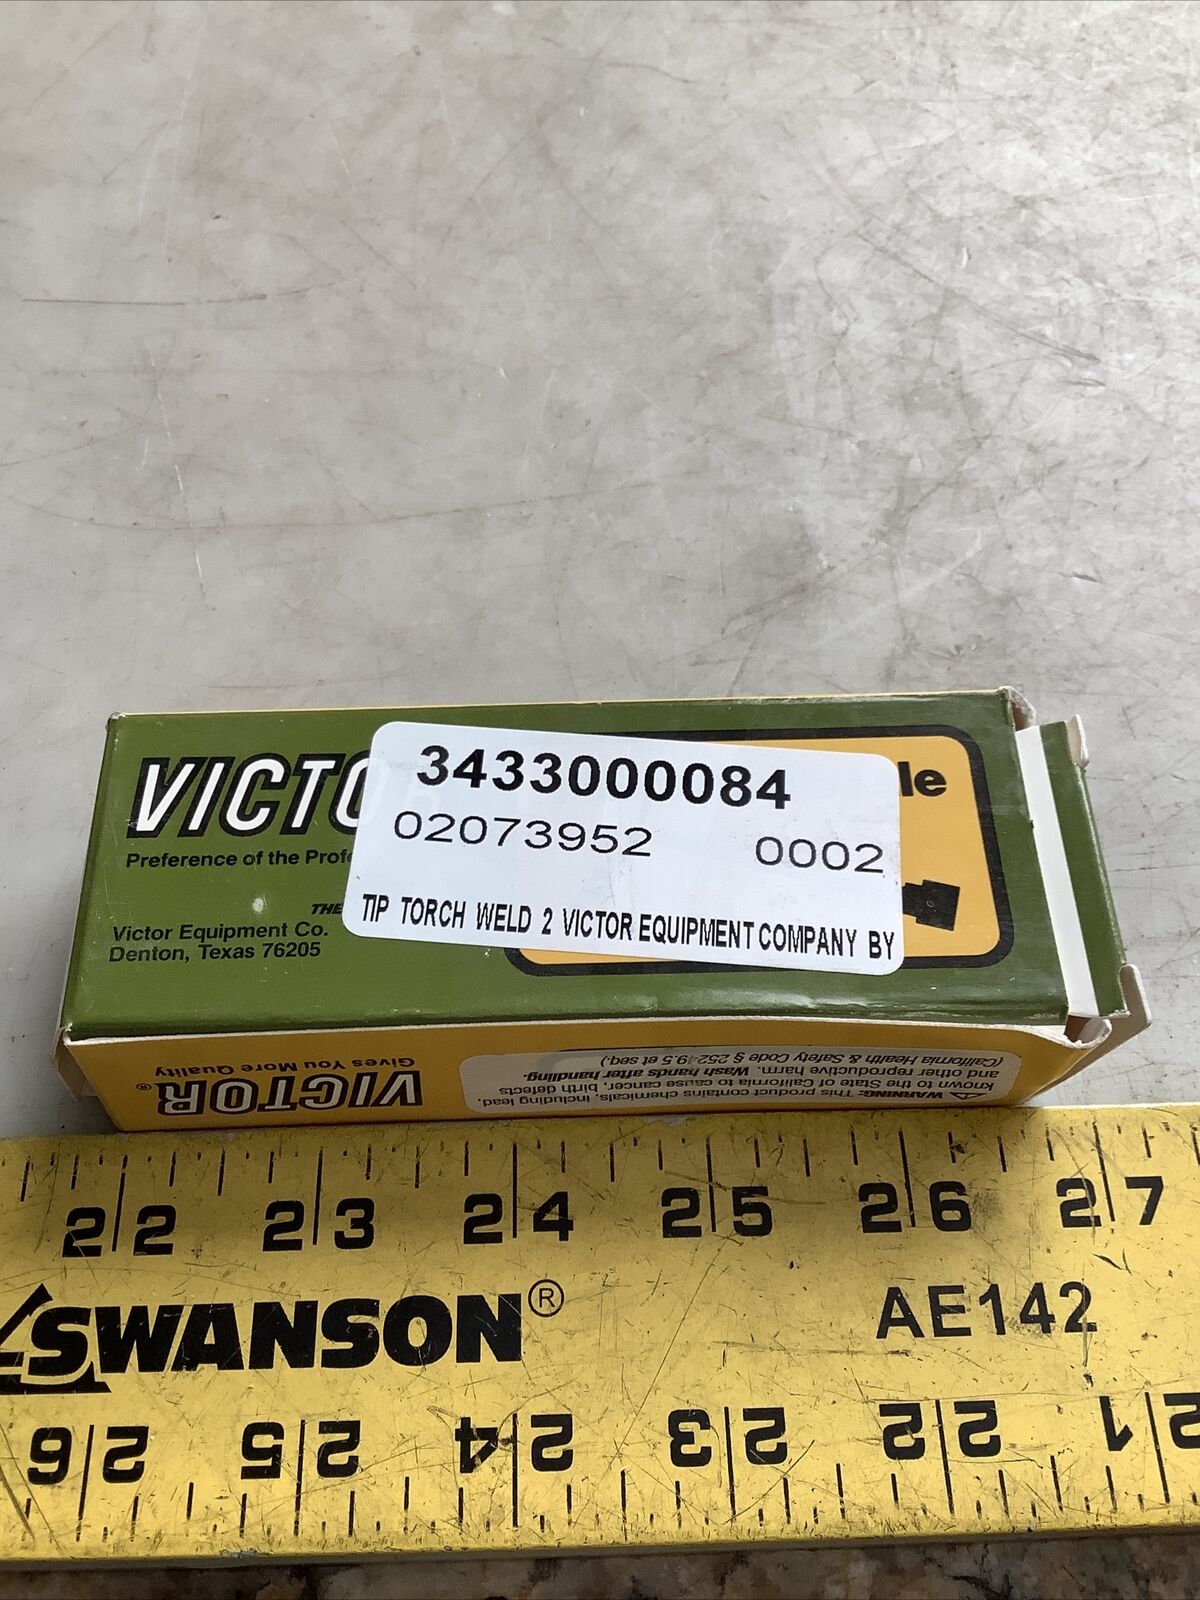 VICTO
Preference of the Profe
THE
Victor Equipment Co.
Denton, Texas 76205
le
3433000084
02073952 0002
TIP TORCH WELD 2 VICTOR EQUIPMENT COMPANY BY
VICTOR®
Gives You More Quality
WARNING: This product contains chemicals, including lead,
known to the State of California to cause cancer, birth defects
and other reproductive harm. Wash hands after handling.
(California Health & Safety Code § 25249.5 et seq.)
22 23 24 25 26 27
SWANSON® AE142
26 25 24 23 22 21